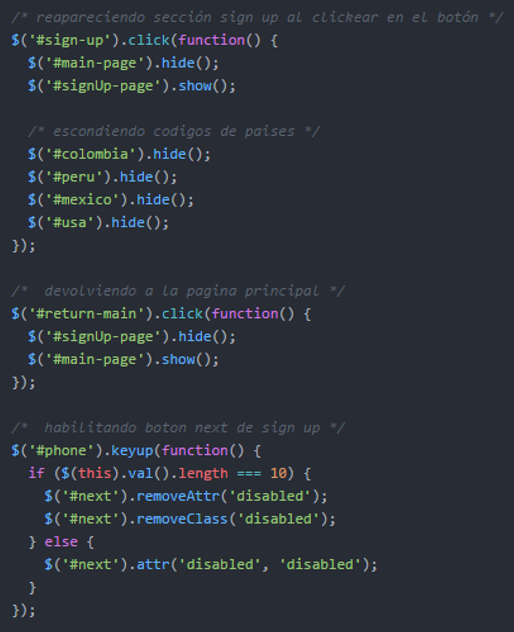 /* reapareciendo sección sign up al clickear en el botón */
$('#sign-up').click(function() {
  $('#main-page').hide();
  $('#signUp-page').show();

  /* escondiendo codigos de paises */
  $('#colombia').hide();
  $('#peru').hide();
  $('#mexico').hide();
  $('#usa').hide();
});

/*  devolviendo a la pagina principal */
$('#return-main').click(function() {
  $('#signUp-page').hide();
  $('#main-page').show();
});

/*  habilitando boton next de sign up */
$('#phone').keyup(function() {
  if ($(this).val().length === 10) {
    $('#next').removeAttr('disabled');
    $('#next').removeClass('disabled');
  } else {
    $('#next').attr('disabled', 'disabled');
  }
});